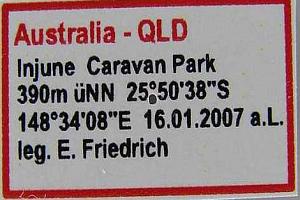 Australia - QLD
Injune Caravan Park
390m üNN 25°50'38"S
148°34'08"E 16.01.2007 a.L.
leg. E. Friedrich